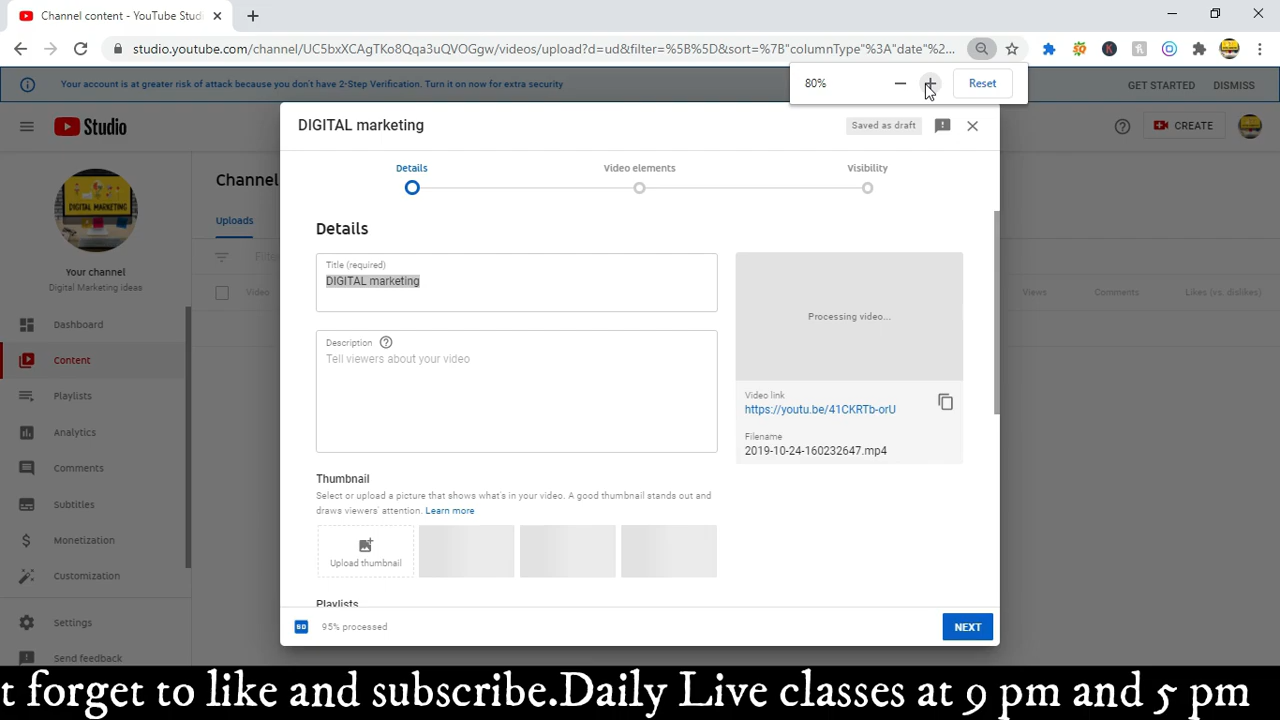 Channel content - YouTube Stud
studio.youtube.com/channel/UC5bxXCAgTKo8Qqa3uQVOGgw/videos/upload?d=ud&filter=%5B%5D&sort=%7B"columnType"%3A"date"%2...
Your account is at greater risk of attack because you don't have 2-Step Verification. Turn it on now for extra security
80%
Reset
GET STARTED
DISMISS
Studio
DIGITAL marketing
Saved as draft
CREATE
DIGITAL MARKETING
Your channel
Digital Marketing ideas
Dashboard
Content
Playlists
Analytics
Comments
Subtitles
Monetization
Customization
Settings
Send feedback
Channel
Uploads
Filter
Video
Views
Comments
Likes (vs. dislikes)
Details
Video elements
Visibility
Details
Title (required)
DIGITAL marketing
Description
Tell viewers about your video
Processing video...
Video link
https://youtu.be/41CKRTb-orU
Filename
2019-10-24-160232647.mp4
Thumbnail
Select or upload a picture that shows what's in your video. A good thumbnail stands out and
draws viewers' attention. Learn more
Upload thumbnail
Playlists
95% processed
NEXT
t forget to like and subscribe.Daily Live classes at 9 pm and 5 pm